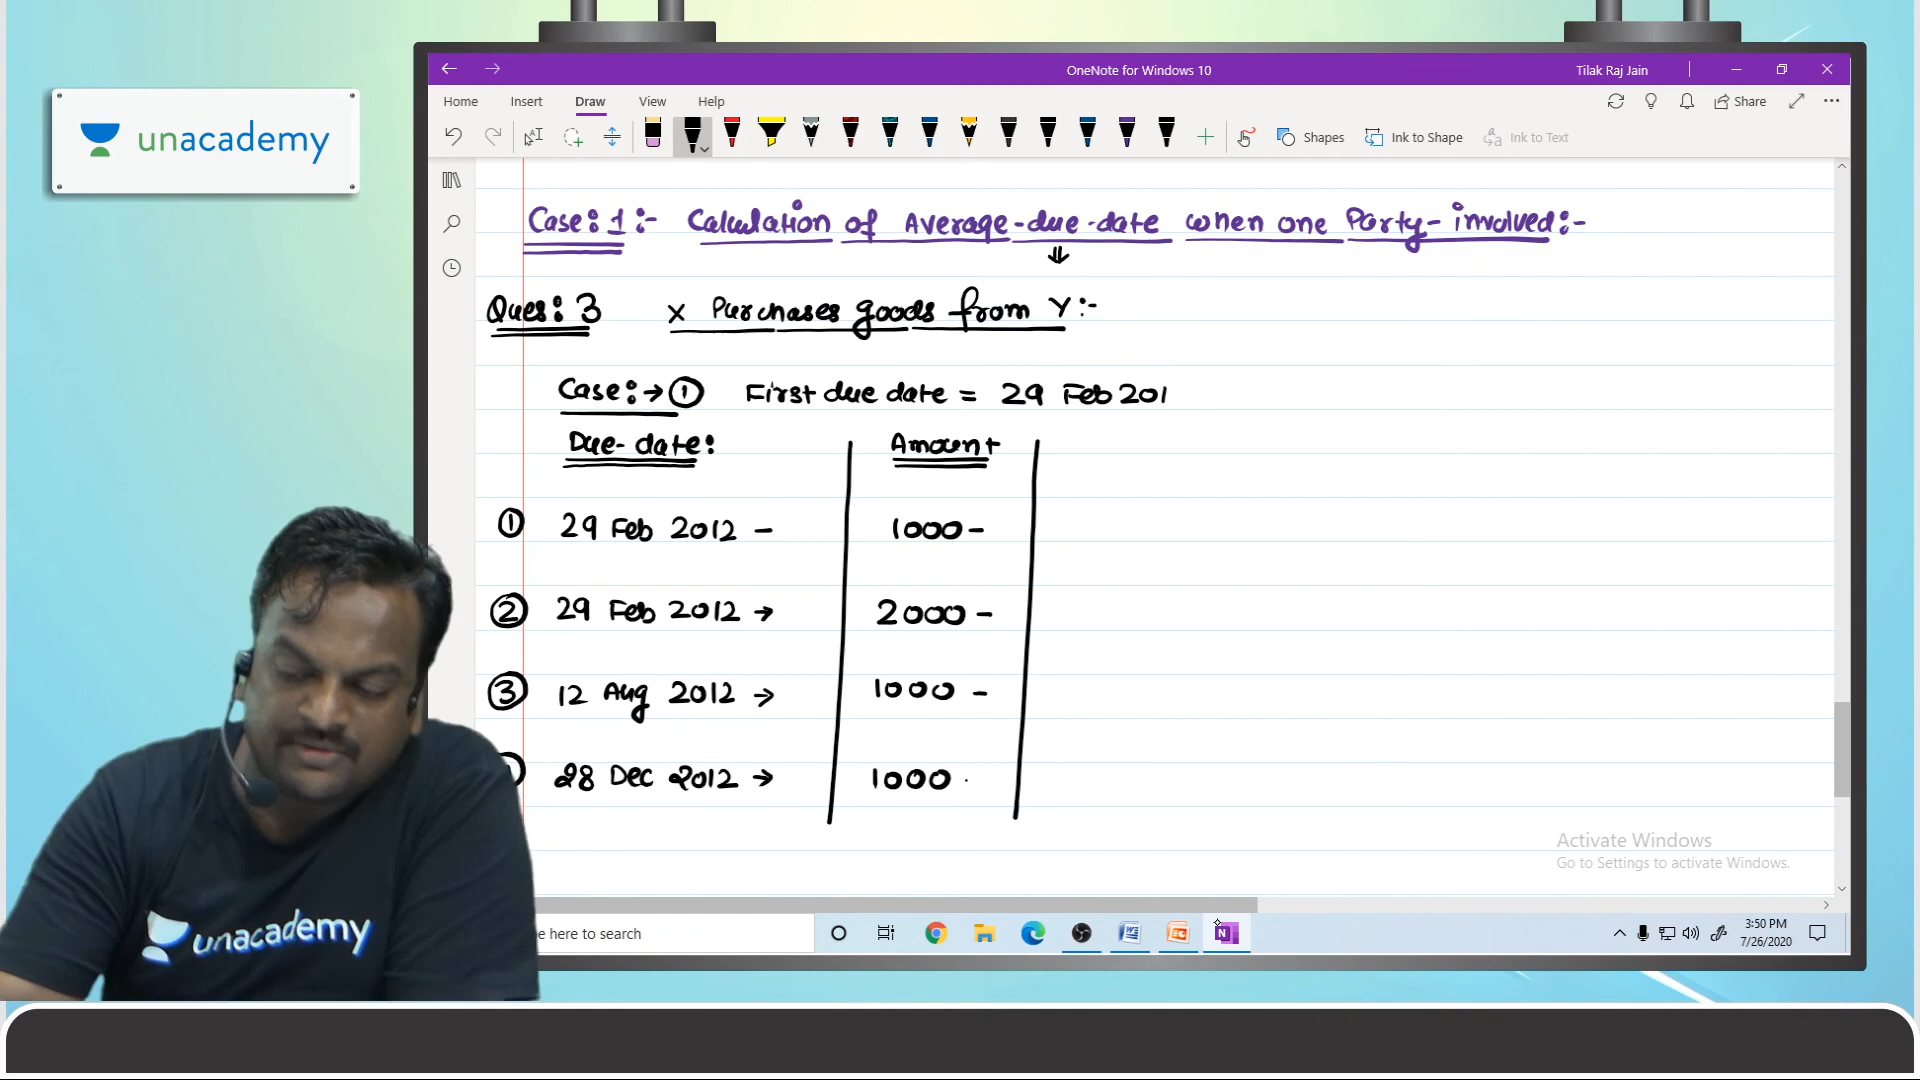 unacademy
OneNote for Windows 10
Tilak Raj Jain
Home Insert Draw View Help
Share
Shapes Ink to Shape Ink to Text
Case: 1:- Calculation of Average-due-date when one Party-involved:-
Ques: 3 X Purchases goods from Y:-
Case:→ ① First due date = 29 Feb 201
Due-date: Amount
① 29 Feb 2012 - 1000 -
② 29 Feb 2012 → 2000 -
③ 12 Aug 2012 → 1000 -
28 Dec 2012 → 1000
Activate Windows
Go to Settings to activate Windows.
unacademy
e here to search
3:50 PM
7/26/2020